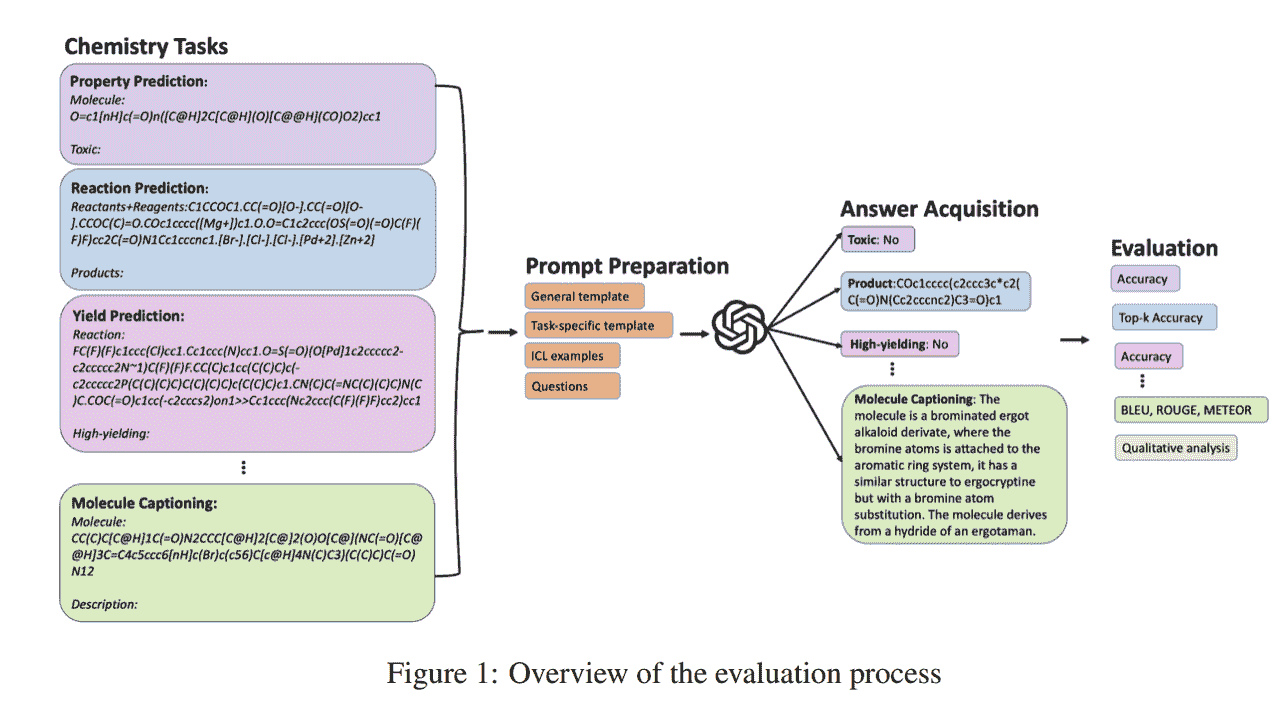 Chemistry Tasks
Property Prediction:
Molecule:
O=c1[nH]c(=O)n([C@H]2C[C@H](O)[C@@H](CO)O2)cc1
Toxic:
Reaction Prediction:
Reactants+Reagents:C1CCOC1.CC(=O)[O-].CC(=O)[O-
].CCOC(C)=O.COc1cccc([Mg+])c1.O.O=C1c2ccc(OS(=O)(=O)C(F)(
F)F)cc2C(=O)N1Cc1cccnc1.[Br-].[Cl-].[Cl-].[Pd+2].[Zn+2]
Products:
Yield Prediction:
Reaction:
FC(F)(F)c1ccc(Cl)cc1.Cc1ccc(N)cc1.O=S(=O)(O[Pd]1c2ccccc2-
c2ccccc2N~1)C(F)(F)F.CC(C)c1cc(C(C)C)c(-
c2ccccc2P(C(C)(C)C)C(C)(C)C)c(C(C)C)c1.CN(C)C(=NC(C)(C)C)N(C
)C.COC(=O)c1cc(-c2cccs2)on1>>Cc1ccc(Nc2ccc(C(F)(F)F)cc2)cc1
High-yielding:
Molecule Captioning:
Molecule:
CC(C)C[C@H]1C(=O)N2CCC[C@H]2[C@]2(O)O[C@](NC(=O)[C@
@H]3C=C4c5cccc6[nH]c(Br)c(c56)C[c@H]4N(C)C3)(C(C)C)C(=O)
N12
Description:
Prompt Preparation
General template
Task-specific template
ICL examples
Questions
Answer Acquisition
Toxic: No
Product:COc1cccc(c2ccc3c*c2(
C(=O)N(Cc2cccnc2)C3=O)c1
High-yielding: No
Molecule Captioning: The
molecule is a brominated ergot
alkaloid derivate, where the
bromine atoms is attached to the
aromatic ring system, it has a
similar structure to ergocryptine
but with a bromine atom
substitution. The molecule derives
from a hydride of an ergotaman.
Evaluation
Accuracy
Top-k Accuracy
Accuracy
BLEU, ROUGE, METEOR
Qualitative analysis
Figure 1: Overview of the evaluation process